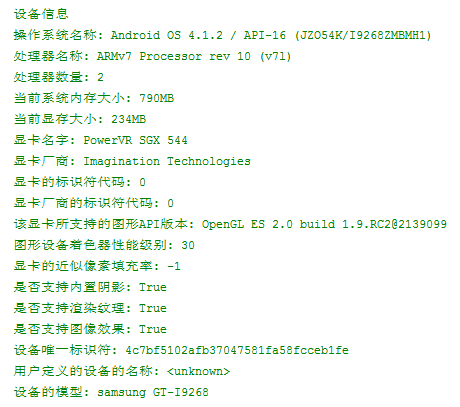 设备信息
操作系统名称: Android OS 4.1.2 / API-16 (JZO54K/I9268ZMBMH1)
处理器名称: ARMv7 Processor rev 10 (v7l)
处理器数量: 2
当前系统内存大小: 790MB
当前显存大小: 234MB
显卡名字: PowerVR SGX 544
显卡厂商: Imagination Technologies
显卡的标识符代码: 0
显卡厂商的标识符代码: 0
该显卡所支持的图形API版本: OpenGL ES 2.0 build 1.9.RC2@2139099
图形设备着色器性能级别: 30
显卡的近似像素填充率: -1
是否支持内置阴影: True
是否支持渲染纹理: True
是否支持图像效果: True
设备唯一标识符: 4c7bf5102afb37047581fa58fcceb1fe
用户定义的设备的名称: <unknown>
设备的模型: samsung GT-I9268